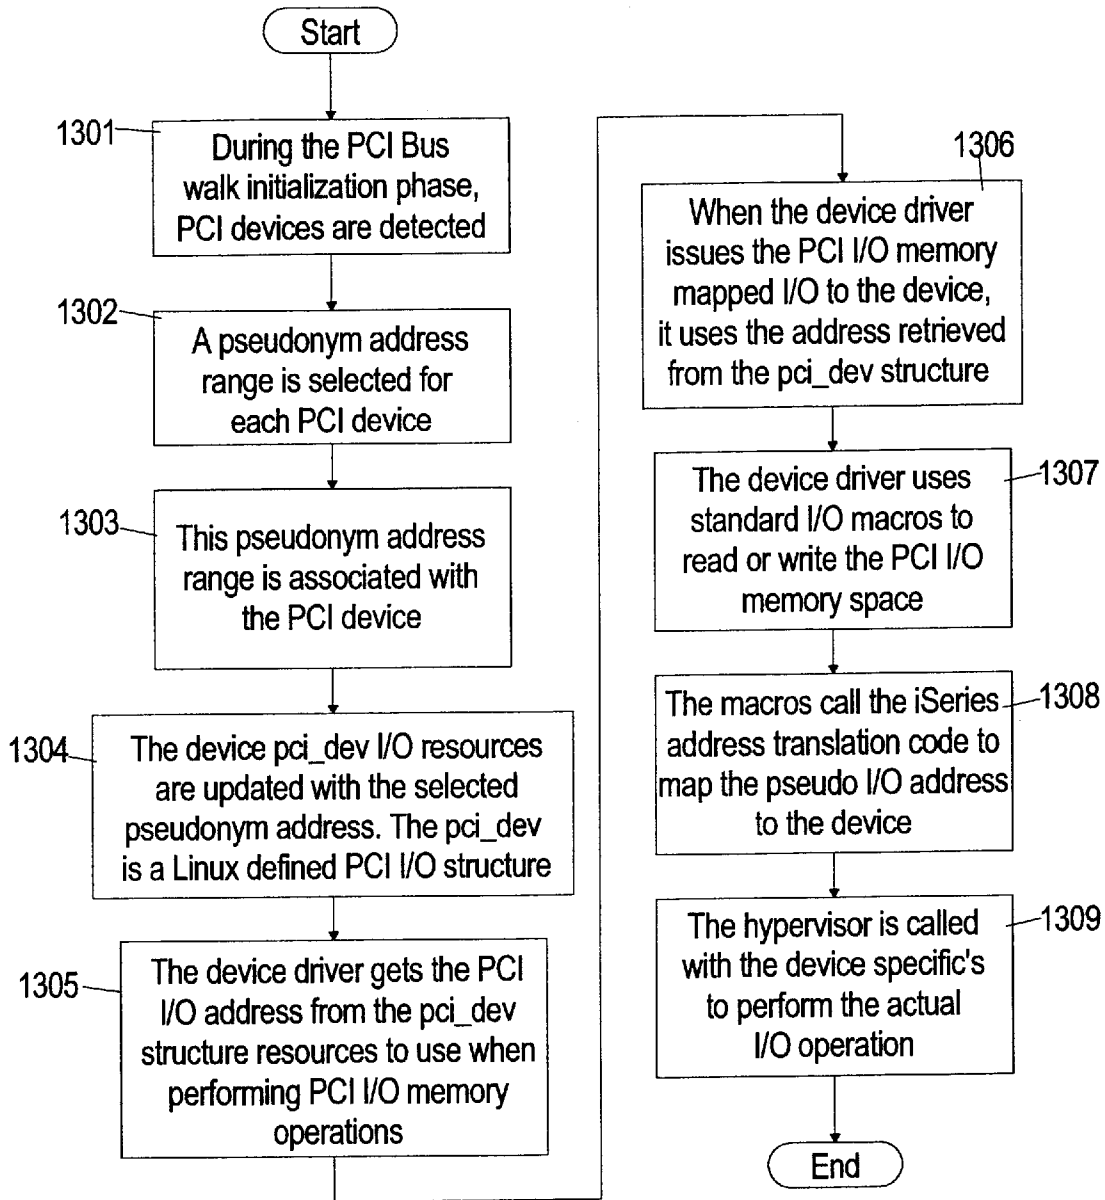 Start
1301
During the PCI Bus
walk initialization phase,
PCI devices are detected
1302
A pseudonym address
range is selected for
each PCI device
1303
This pseudonym address
range is associated with
the PCI device
1304
The device pci_dev I/O resources
are updated with the selected
pseudonym address. The pci_dev
is a Linux defined PCI I/O structure
1305
The device driver gets the PCI
I/O address from the pci_dev
structure resources to use when
performing PCI I/O memory
operations
1306
When the device driver
issues the PCI I/O memory
mapped I/O to the device,
it uses the address retrieved
from the pci_dev structure
1307
The device driver uses
standard I/O macros to
read or write the PCI I/O
memory space
1308
The macros call the iSeries
address translation code to
map the pseudo I/O address
to the device
1309
The hypervisor is called
with the device specific's
to perform the actual
I/O operation
End